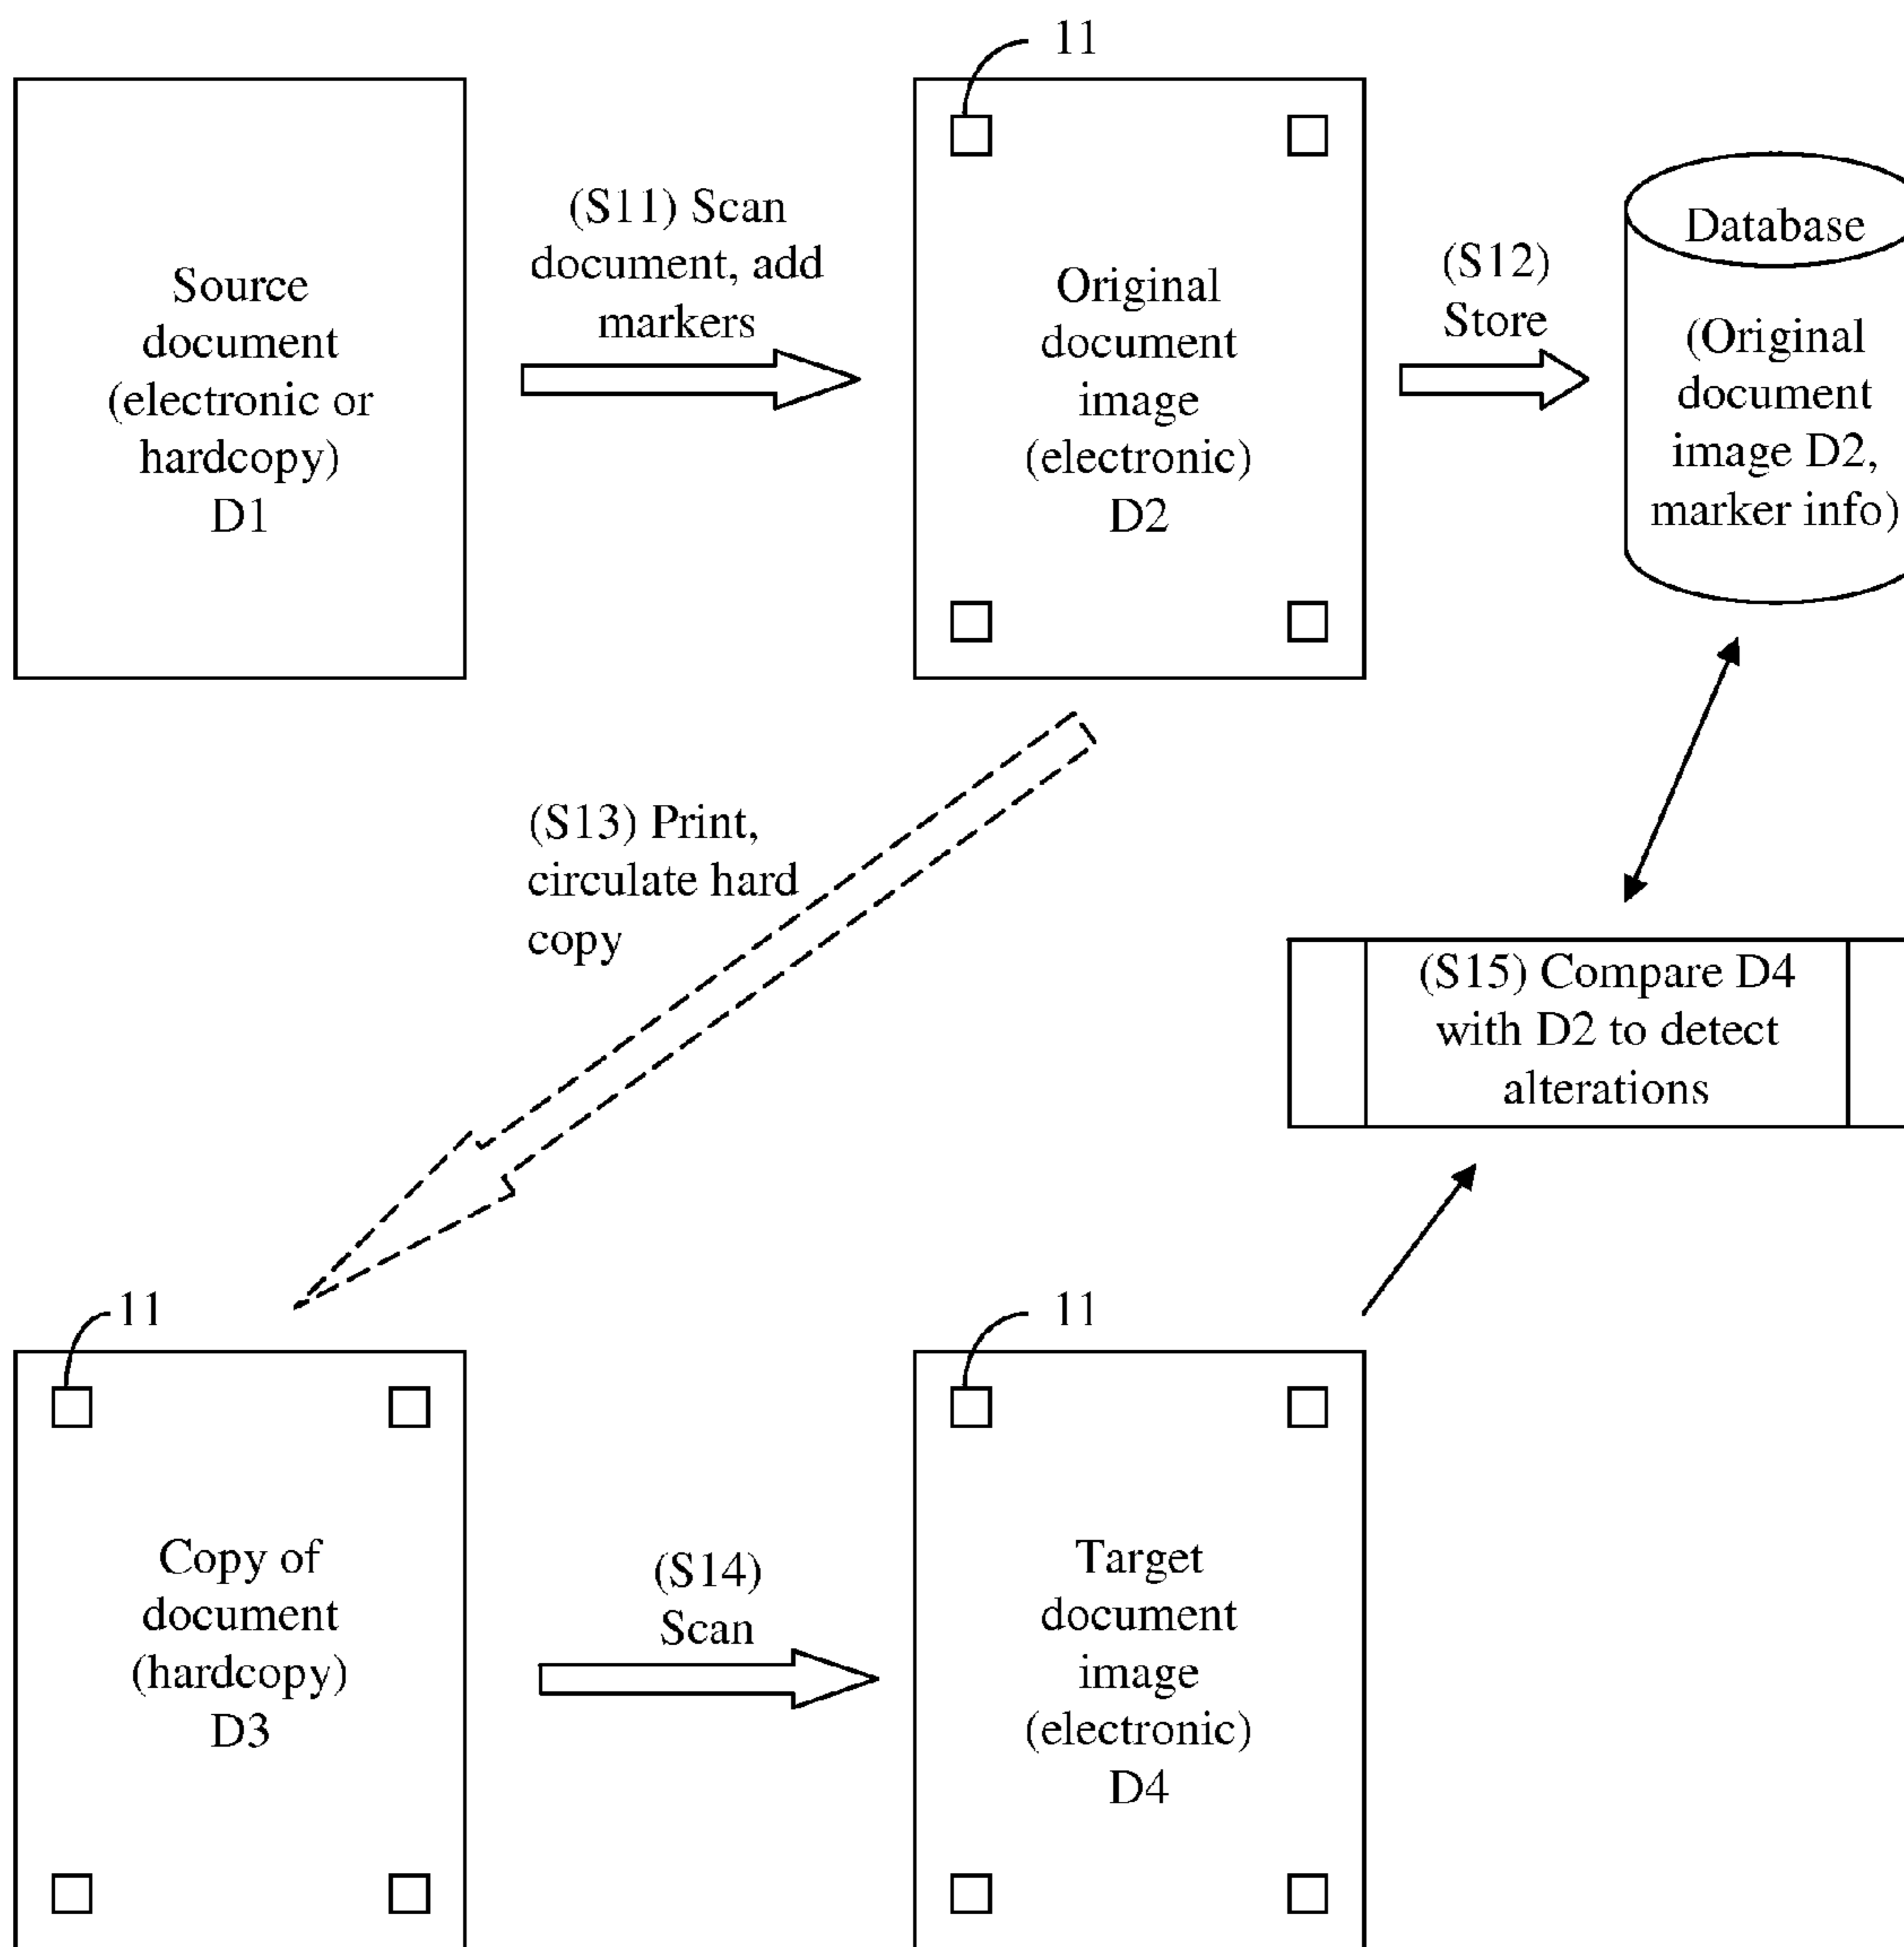 11
Source
document
(electronic or
hardcopy)
D1
(S11) Scan
document, add
markers
Original
document
image
(electronic)
D2
(S12)
Store
Database
(Original
document
image D2,
marker info)
(S13) Print,
circulate hard
copy
(S15) Compare D4
with D2 to detect
alterations
11
Copy of
document
(hardcopy)
D3
(S14)
Scan
11
Target
document
image
(electronic)
D4